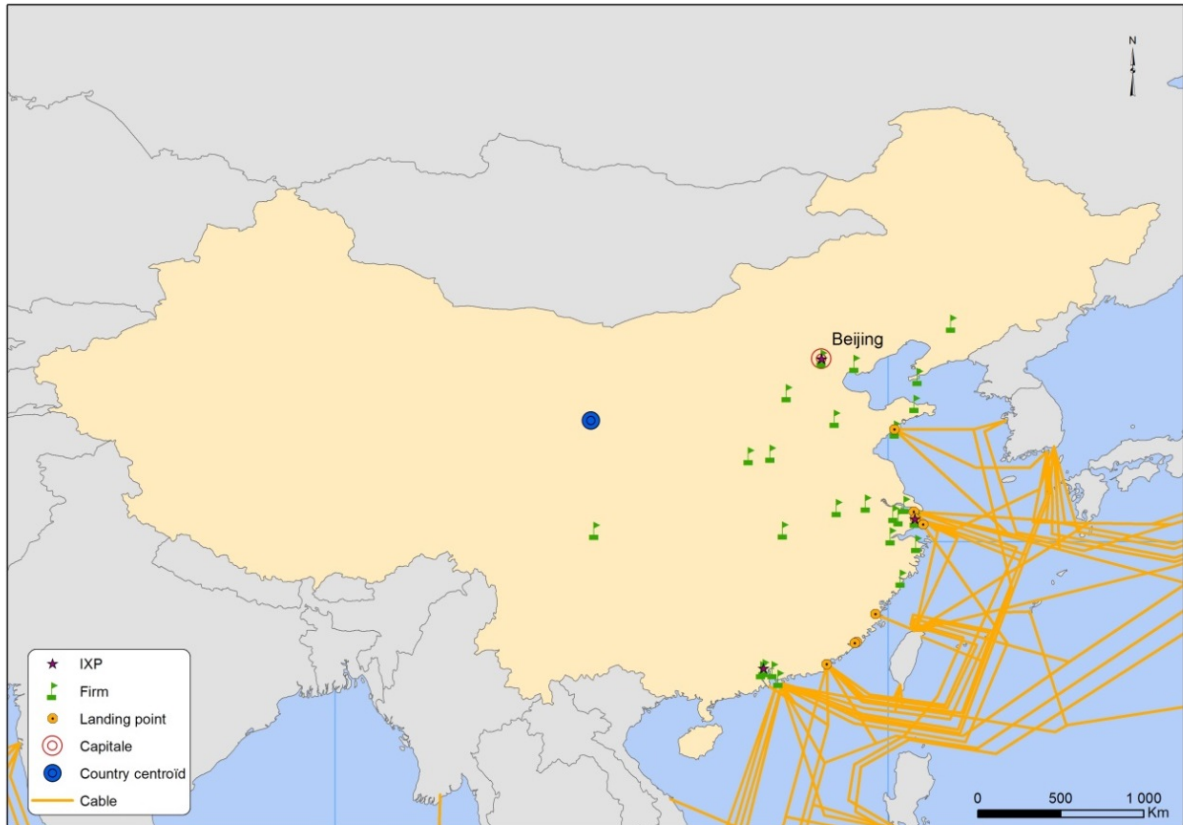 N
Beijing
IXP
Firm
Landing point
Capitale
Country centroïd
Cable
0 500 1 000
Km